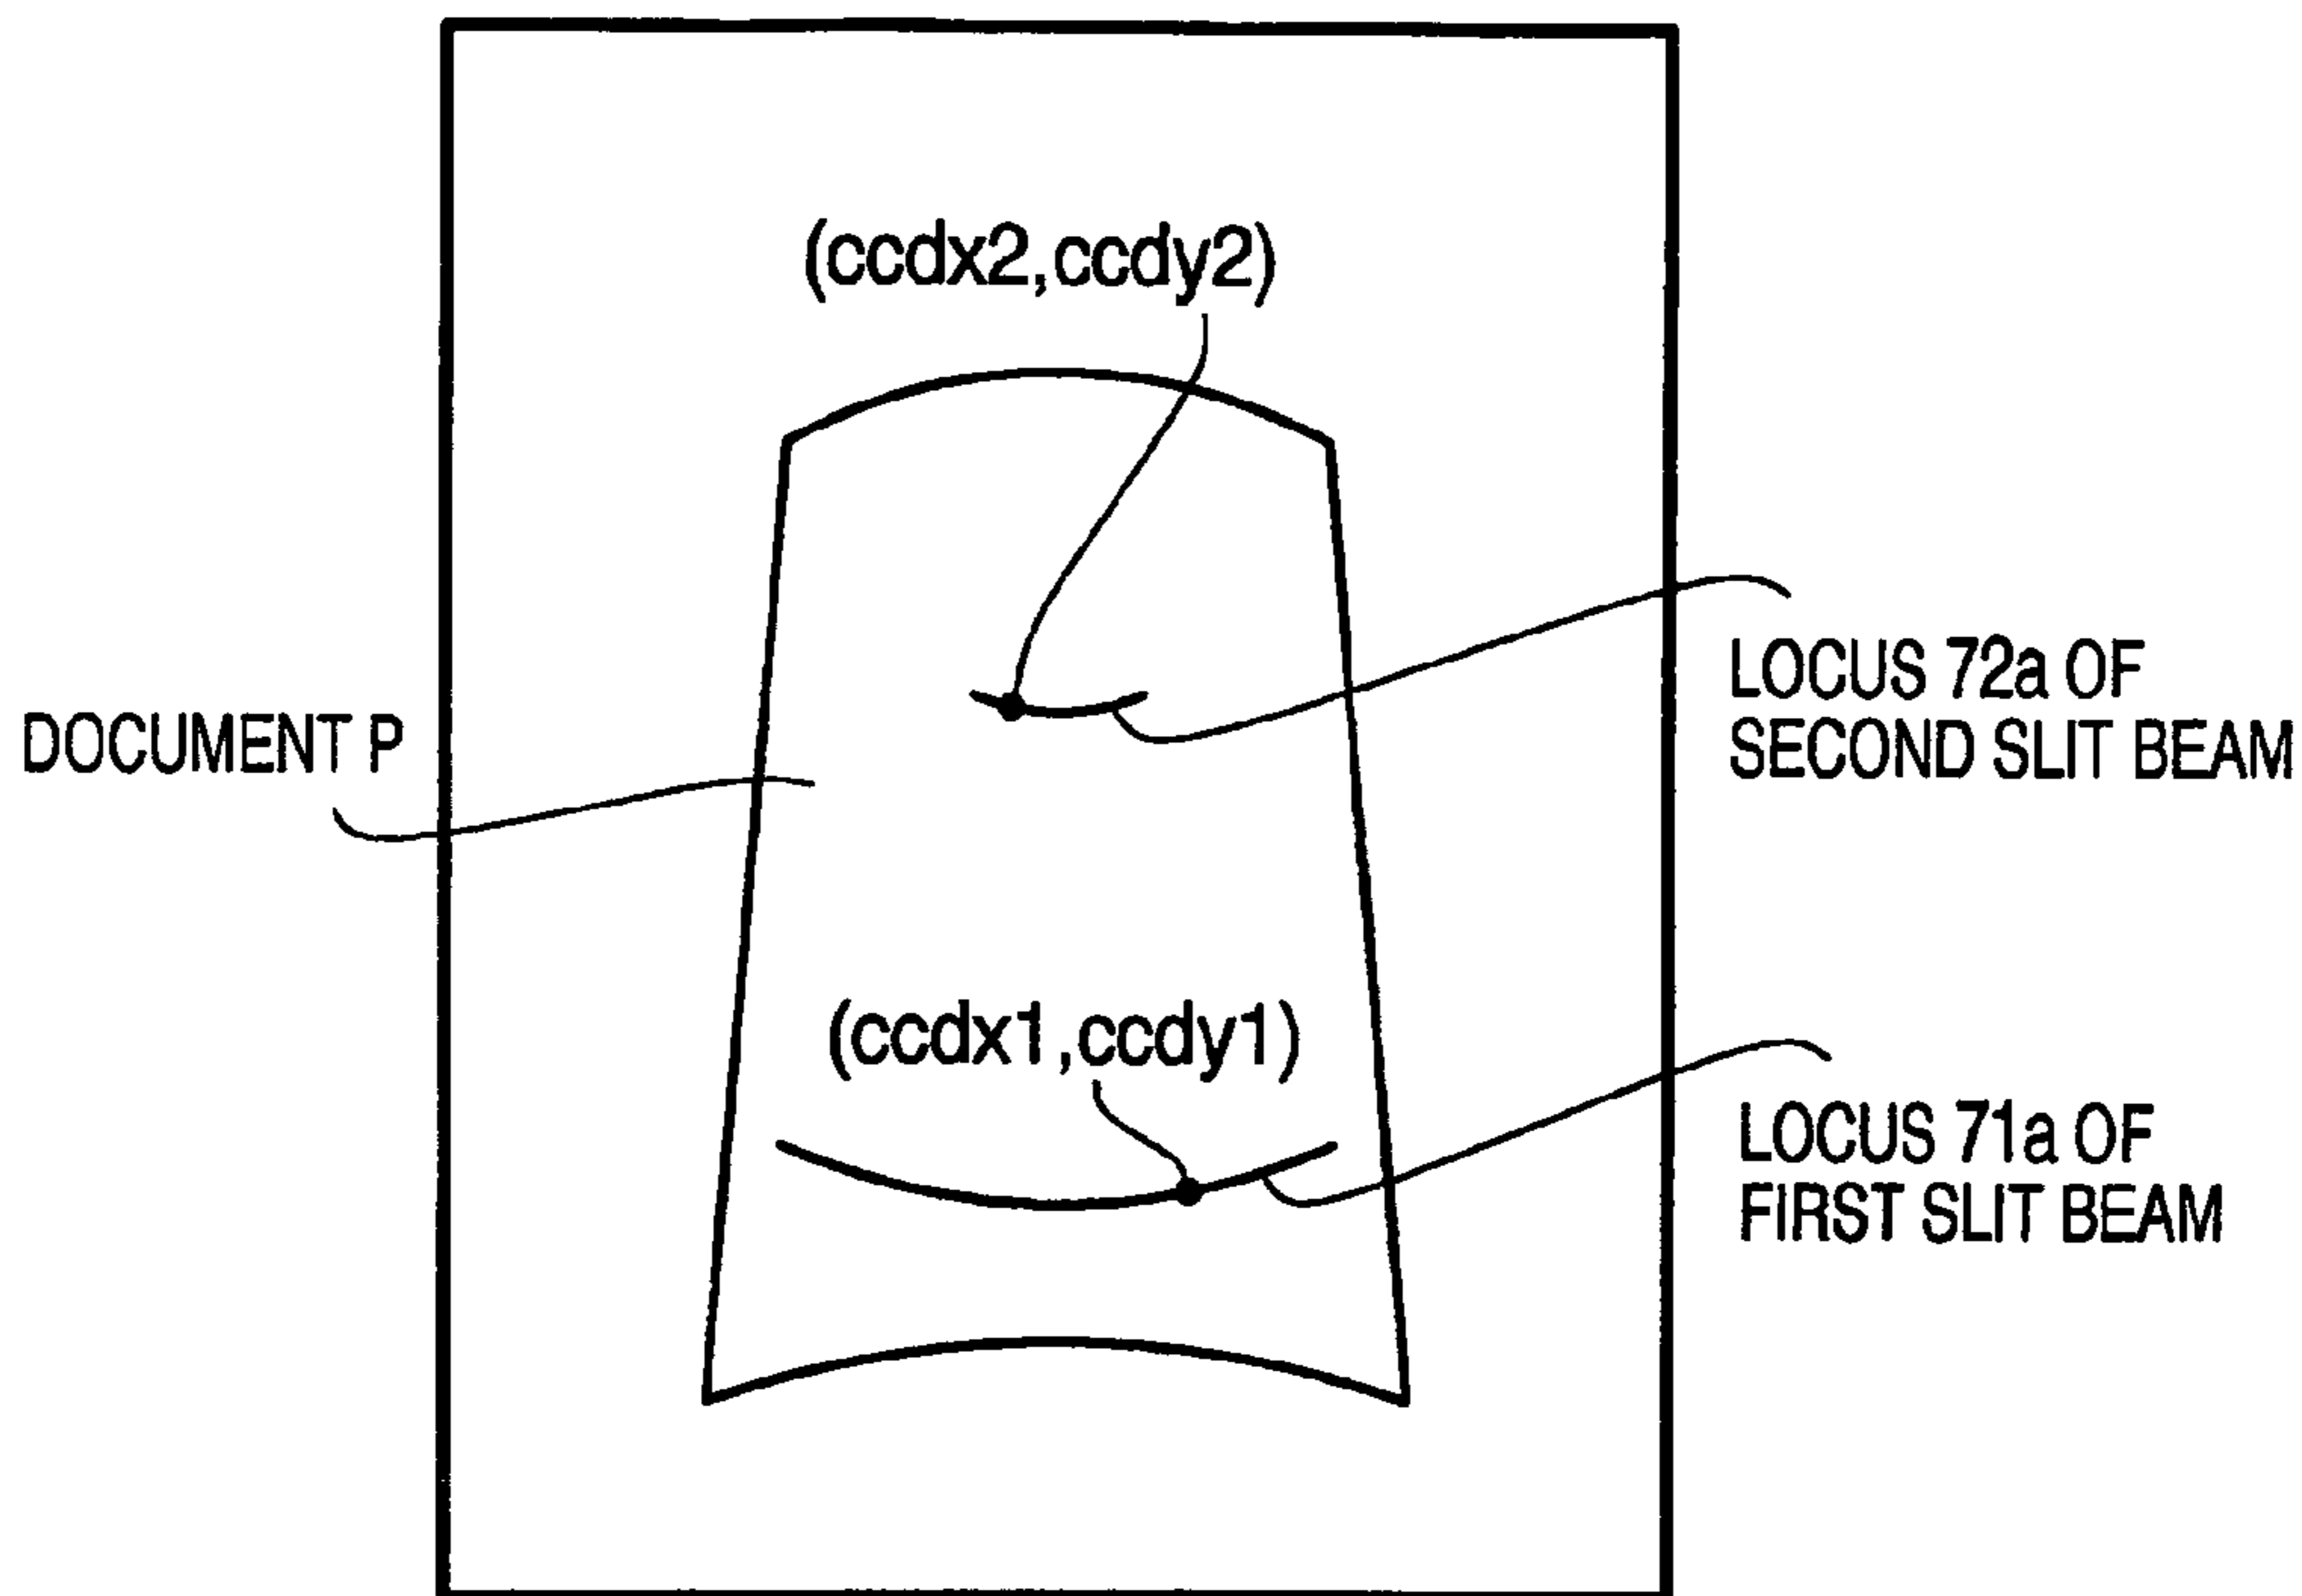 (ccdx2,ccdy2)
LOCUS 72a OF
SECOND SLIT BEAM
DOCUMENT P
(ccdx1,ccdy1)
LOCUS 71a OF
FIRST SLIT BEAM